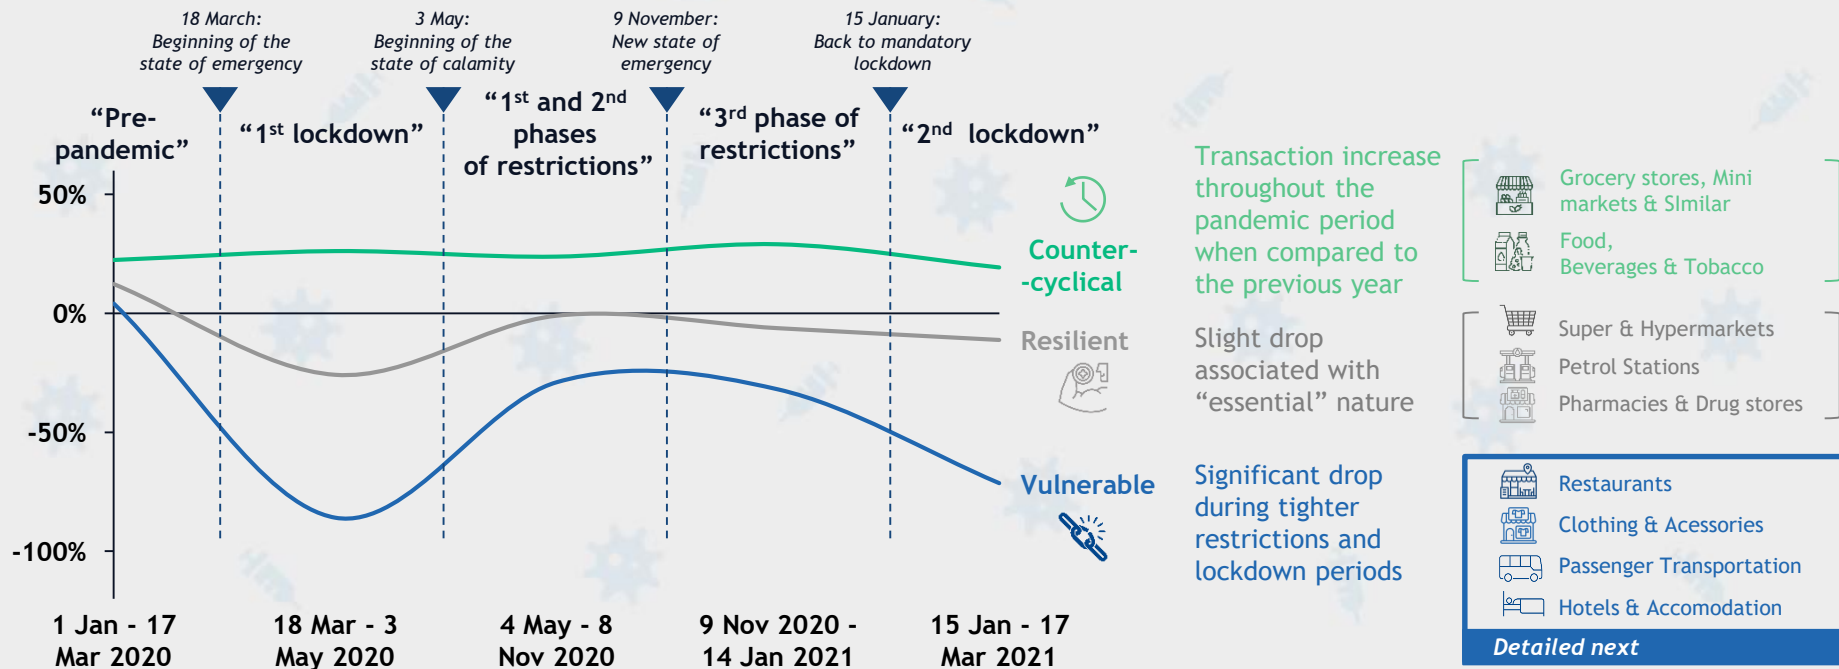 18 March:
Beginning of the
state of emergency
3 May:
Beginning of the
state of calamity
9 November:
New state of
emergency
15 January:
Back to mandatory
lockdown
“Pre-
pandemic”
“1st lockdown”
“1st and 2nd
phases
of restrictions”
“3rd phase of
restrictions”
“2nd lockdown”
50%
0%
-50%
-100%
1 Jan - 17
Mar 2020
18 Mar - 3
May 2020
4 May - 8
Nov 2020
9 Nov 2020 -
14 Jan 2021
15 Jan - 17
Mar 2021
Counter-
-cyclical
Transaction increase
throughout the
pandemic period
when compared to
the previous year
Grocery stores, Mini
markets & SImilar
Food,
Beverages & Tobacco
Resilient
Slight drop
associated with
“essential” nature
Super & Hypermarkets
Petrol Stations
Pharmacies & Drug stores
Vulnerable
Significant drop
during tighter
restrictions and
lockdown periods
Restaurants
Clothing & Acessories
Passenger Transportation
Hotels & Accomodation
Detailed next